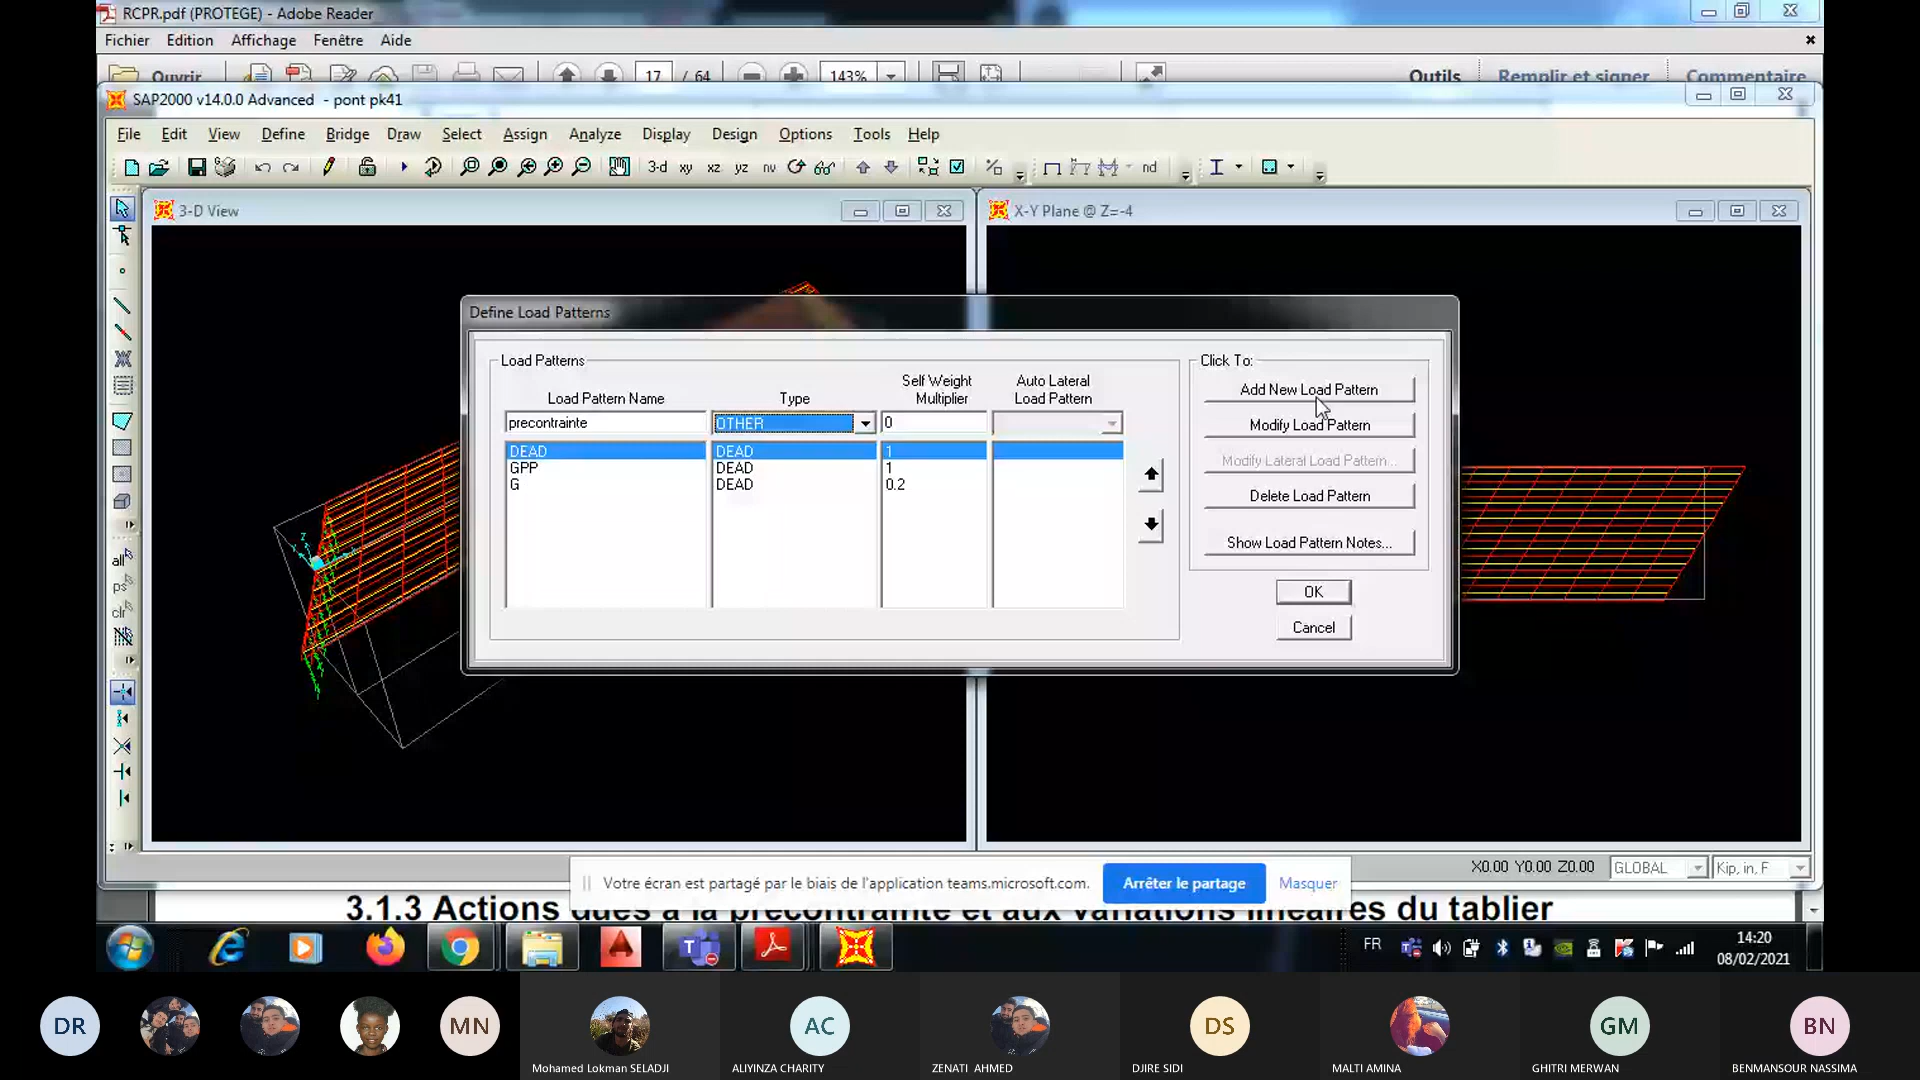 RCPR.pdf (PROTEGE) - Adobe Reader
Fichier Edition Affichage Fenêtre Aide
Ouvrir 17 / 64 143% Outils Remplir et signer Commentaire
SAP2000 v14.0.0 Advanced - pont pk41
File Edit View Define Bridge Draw Select Assign Analyze Display Design Options Tools Help
3-d xy xz yz nv nd
3-D View
X-Y Plane @ Z=-4
Define Load Patterns
Load Patterns
Click To:
Load Pattern Name Type Self Weight Multiplier Auto Lateral Load Pattern
precontrainte OTHER 0
DEAD DEAD 1
GPP DEAD 1
G DEAD 0.2
Add New Load Pattern
Modify Load Pattern
Modify Lateral Load Pattern...
Delete Load Pattern
Show Load Pattern Notes...
OK
Cancel
all
ps
clr
Z
X0.00 Y0.00 Z0.00 GLOBAL Kip, in, F
Votre écran est partagé par le biais de l'application teams.microsoft.com. Arrêter le partage Masquer
3.1.3 Actions dues à la précontrainte et aux variations linéaires du tablier
FR 14:20
08/02/2021
DR MN AC DS GM BN
Mohamed Lokman SELADJI ALIYINZA CHARITY ZENATI AHMED DJIRE SIDI MALTI AMINA GHITRI MERWAN BENMANSOUR NASSIMA